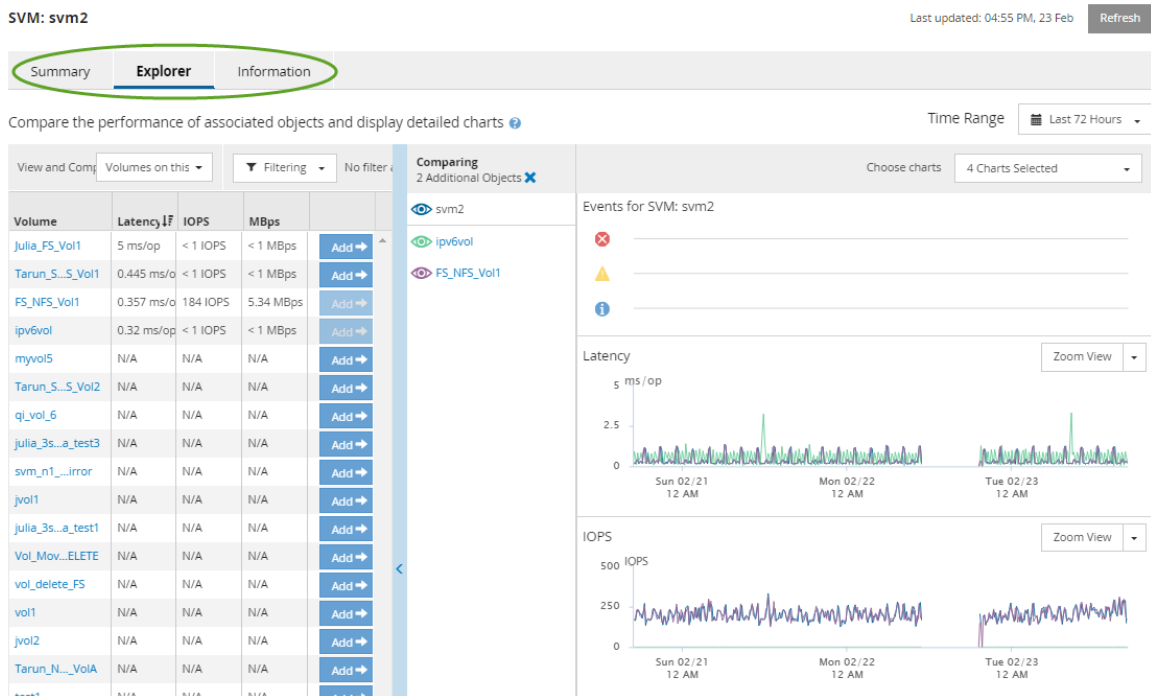 SVM: svm2
Last updated: 04:55 PM, 23 Feb Refresh
Summary Explorer Information
Compare the performance of associated objects and display detailed charts ?
Time Range Last 72 Hours
View and Comp Volumes on this Filtering No filter a
Comparing
2 Additional Objects
Choose charts 4 Charts Selected
Volume Latency IOPS MBps
Julia_FS_Vol1 5 ms/op < 1 IOPS < 1 MBps Add
Tarun_S...S_Vol1 0.445 ms/o < 1 IOPS < 1 MBps Add
FS_NFS_Vol1 0.357 ms/o 184 IOPS 5.34 MBps Add
ipv6vol 0.32 ms/op < 1 IOPS < 1 MBps Add
myvol5 N/A N/A N/A Add
Tarun_S...S_Vol2 N/A N/A N/A Add
qi_vol_6 N/A N/A N/A Add
julia_3s...a_test3 N/A N/A N/A Add
svm_n1_...irror N/A N/A N/A Add
jvol1 N/A N/A N/A Add
julia_3s...a_test1 N/A N/A N/A Add
Vol_Mov...ELETE N/A N/A N/A Add
vol_delete_FS N/A N/A N/A Add
vol1 N/A N/A N/A Add
jvol2 N/A N/A N/A Add
Tarun_N..._VolA N/A N/A N/A Add
svm2
ipv6vol
FS_NFS_Vol1
Events for SVM: svm2
Latency Zoom View
5 ms/op
2.5
0
Sun 02/21 Mon 02/22 Tue 02/23
12 AM 12 AM 12 AM
IOPS Zoom View
500 IOPS
250
0
Sun 02/21 Mon 02/22 Tue 02/23
12 AM 12 AM 12 AM